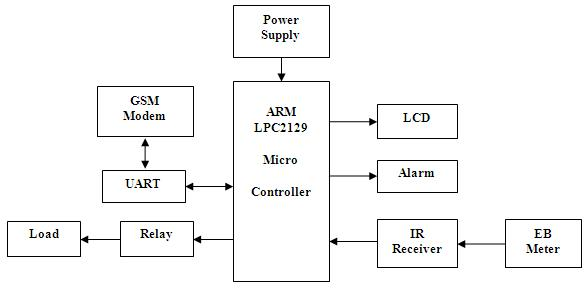 Power
Supply
GSM
Modem
ARM
LPC2129
Micro
Controller
LCD
UART
Alarm
Load
Relay
IR
Receiver
EB
Meter